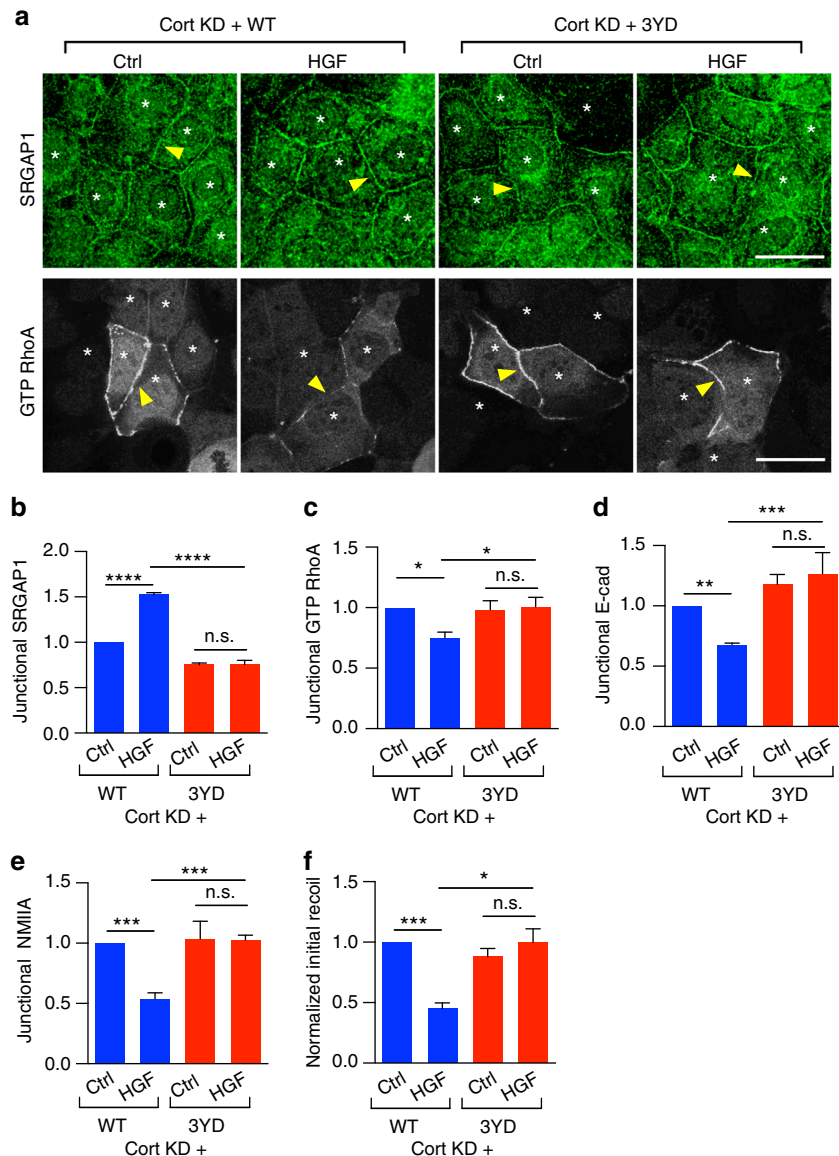 a
Cort KD + WT
Cort KD + 3YD
Ctrl
HGF
Ctrl
HGF
SRGAP1
* * * * * * * *
* * * * *
* * * * * *
* * * * *
GTP RhoA
* * * * *
* * *
* * * * *
* * *
b
Junctional SRGAP1
2.0
1.5
1.0
0.5
0.0
****
****
n.s.
Ctrl
HGF
Ctrl
HGF
WT
3YD
Cort KD +
c
Junctional GTP RhoA
1.5
1.0
0.5
0.0
*
*
n.s.
Ctrl
HGF
Ctrl
HGF
WT
3YD
Cort KD +
d
Junctional E-cad
1.5
1.0
0.5
0.0
***
**
n.s.
Ctrl
HGF
Ctrl
HGF
WT
3YD
Cort KD +
e
Junctional NMIIA
1.5
1.0
0.5
0.0
***
***
n.s.
Ctrl
HGF
Ctrl
HGF
WT
3YD
Cort KD +
f
Normalized initial recoil
1.5
1.0
0.5
0.0
*
***
n.s.
Ctrl
HGF
Ctrl
HGF
WT
3YD
Cort KD +